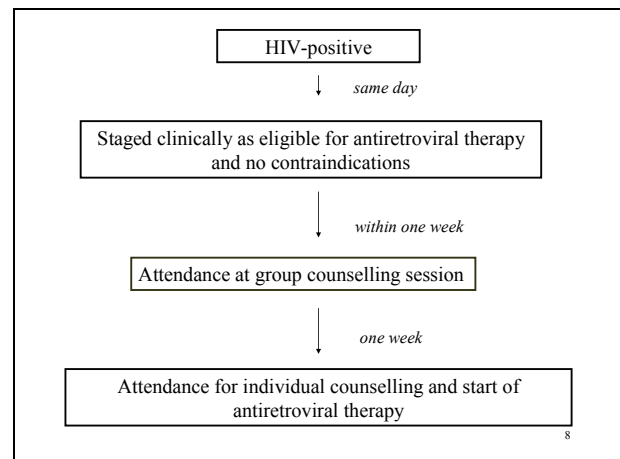 HIV-positive
same day
Staged clinically as eligible for antiretroviral therapy
and no contraindications
within one week
Attendance at group counselling session
one week
Attendance for individual counselling and start of
antiretroviral therapy
8